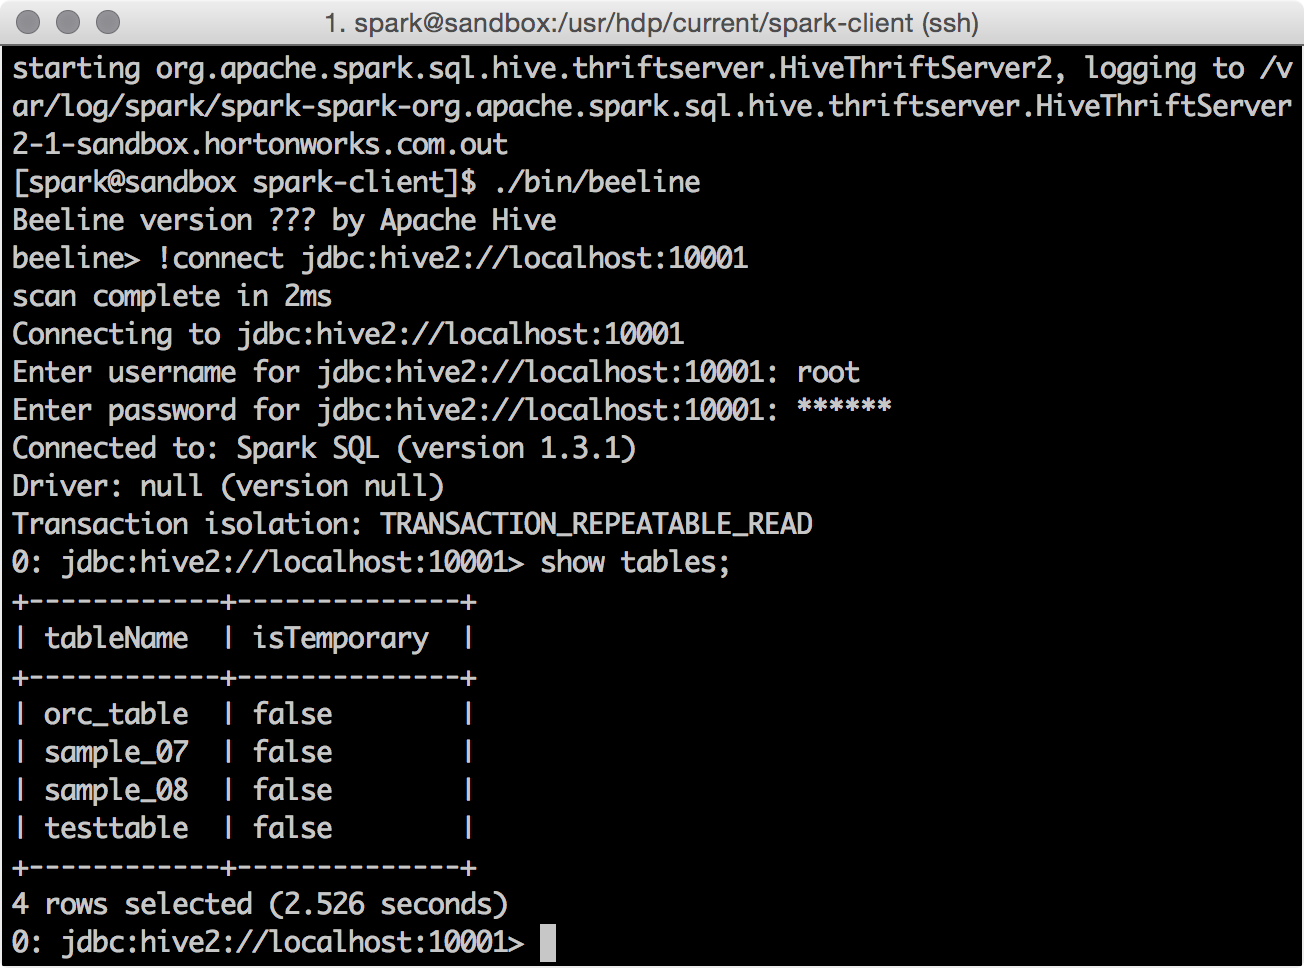 1. spark@sandbox:/usr/hdp/current/spark-client (ssh)
starting org.apache.spark.sql.hive.thriftserver.HiveThriftServer2, logging to /v
ar/log/spark/spark-spark-org.apache.spark.sql.hive.thriftserver.HiveThriftServer
2-1-sandbox.hortonworks.com.out
[spark@sandbox spark-client]$ ./bin/beeline
Beeline version ??? by Apache Hive
beeline> !connect jdbc:hive2://localhost:10001
scan complete in 2ms
Connecting to jdbc:hive2://localhost:10001
Enter username for jdbc:hive2://localhost:10001: root
Enter password for jdbc:hive2://localhost:10001: ******
Connected to: Spark SQL (version 1.3.1)
Driver: null (version null)
Transaction isolation: TRANSACTION_REPEATABLE_READ
0: jdbc:hive2://localhost:10001> show tables;
+------------+--------------+
| tableName  | isTemporary  |
+------------+--------------+
| orc_table  | false        |
| sample_07  | false        |
| sample_08  | false        |
| testtable  | false        |
+------------+--------------+
4 rows selected (2.526 seconds)
0: jdbc:hive2://localhost:10001>